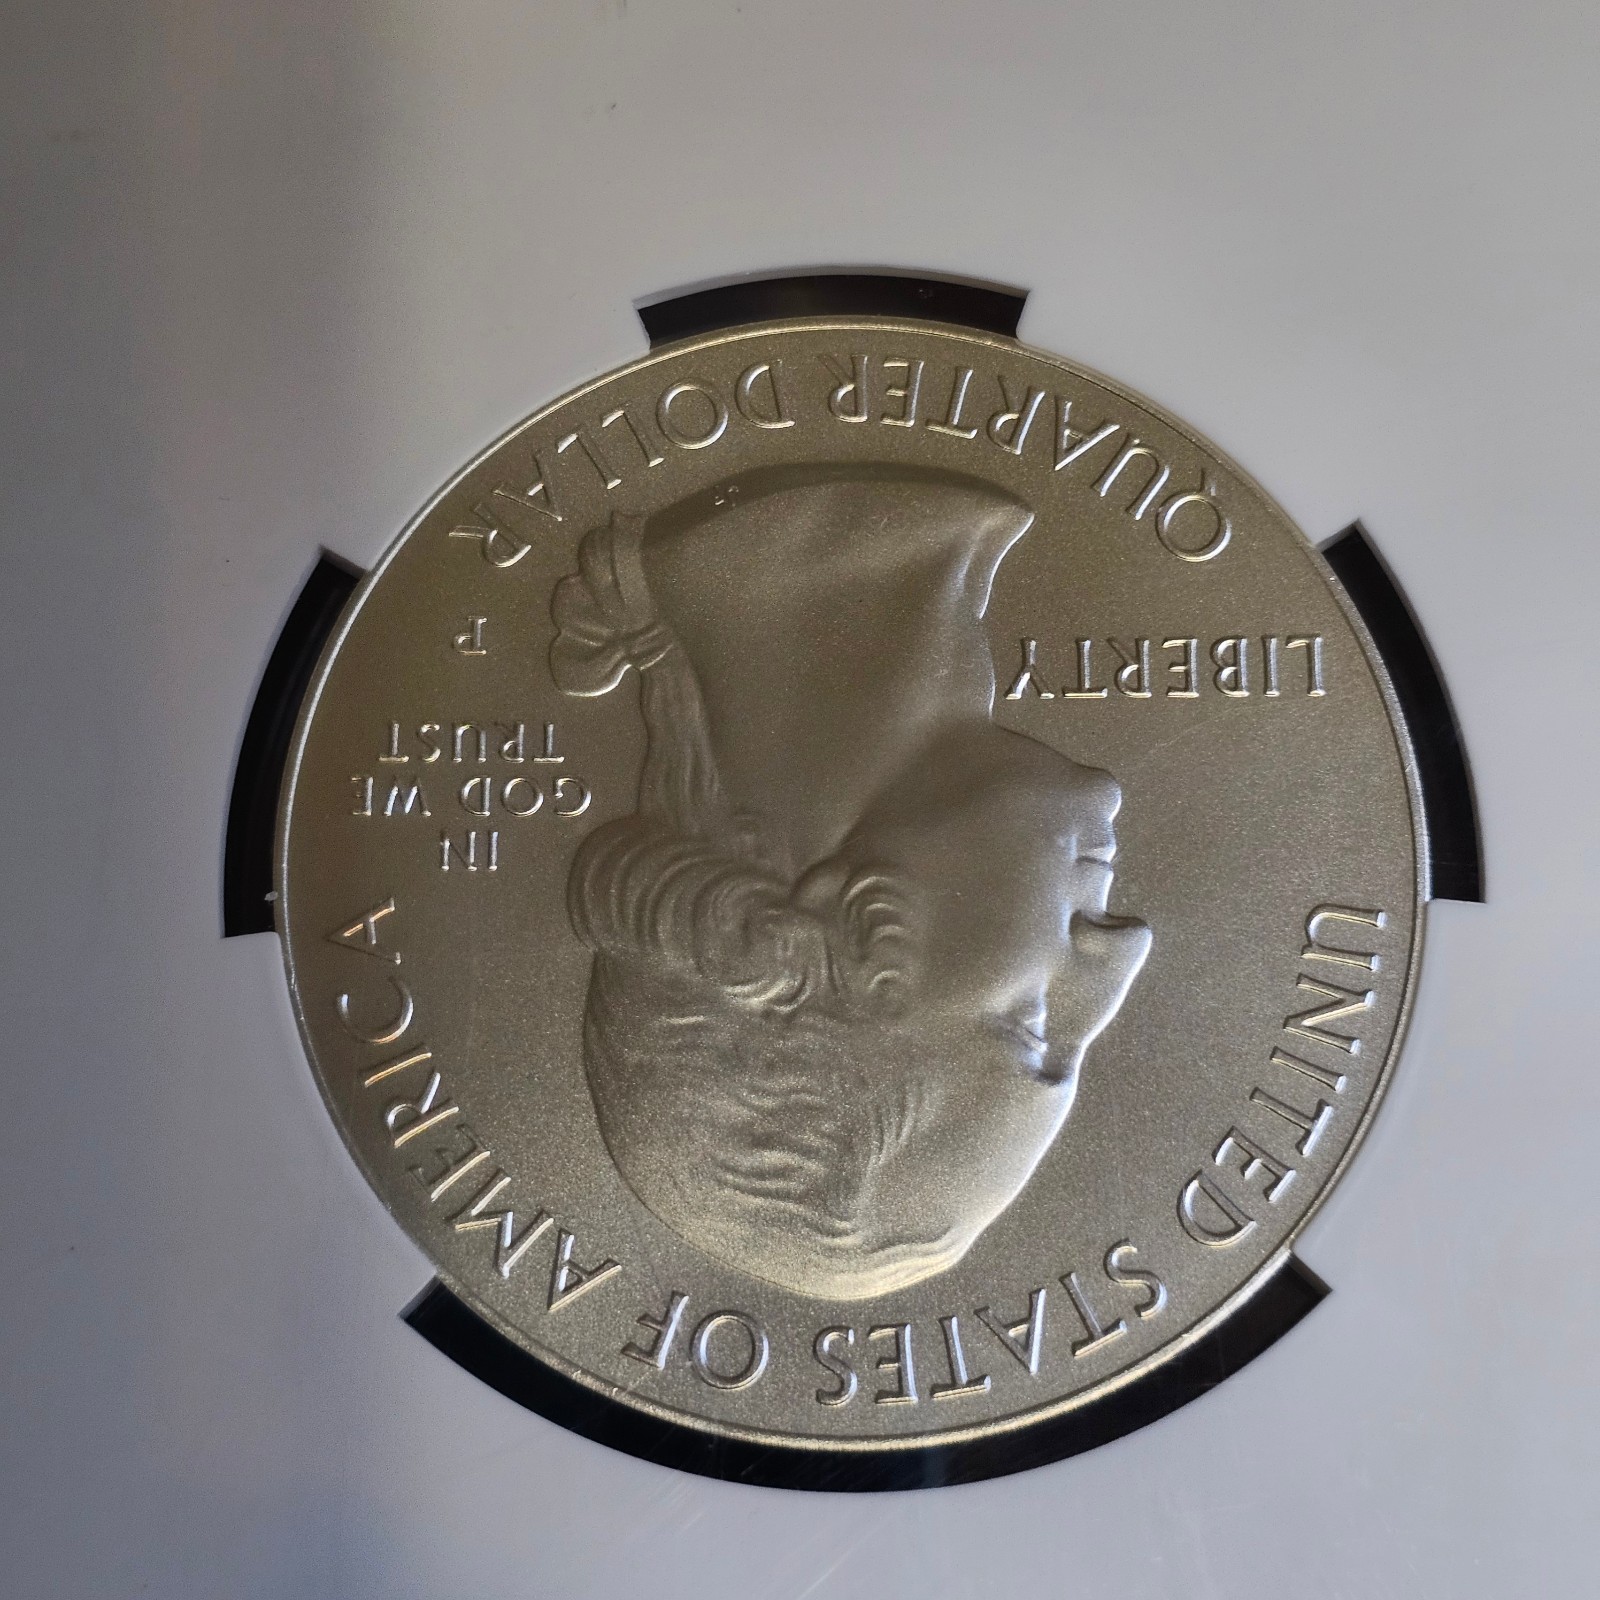 UNITED STATES OF AMERICA
LIBERTY
IN
GOD WE
TRUST
P
QUARTER DOLLAR